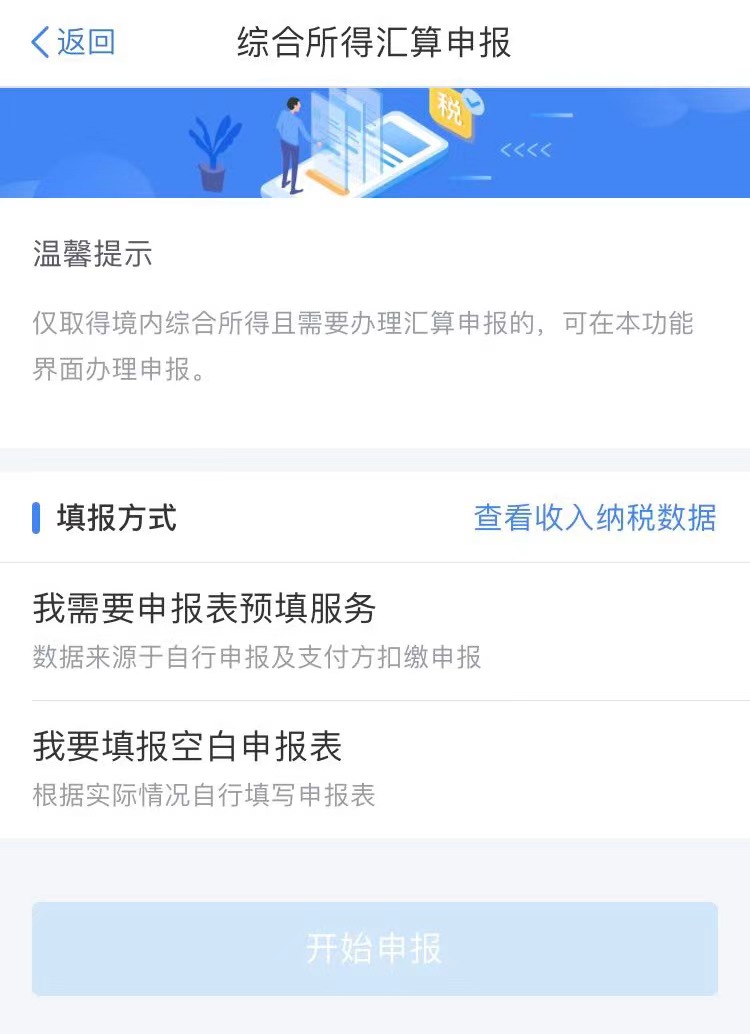 返回
综合所得汇算申报
税
温馨提示
仅取得境内综合所得且需要办理汇算申报的，可在本功能
界面办理申报。
填报方式
查看收入纳税数据
我需要申报表预填服务
数据来源于自行申报及支付方扣缴申报
我要填报空白申报表
根据实际情况自行填写申报表
开始申报